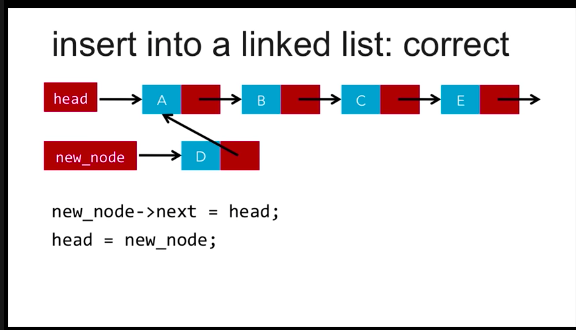 insert into a linked list: correct
head A B C E
new_node D
new_node->next = head;
head = new_node;